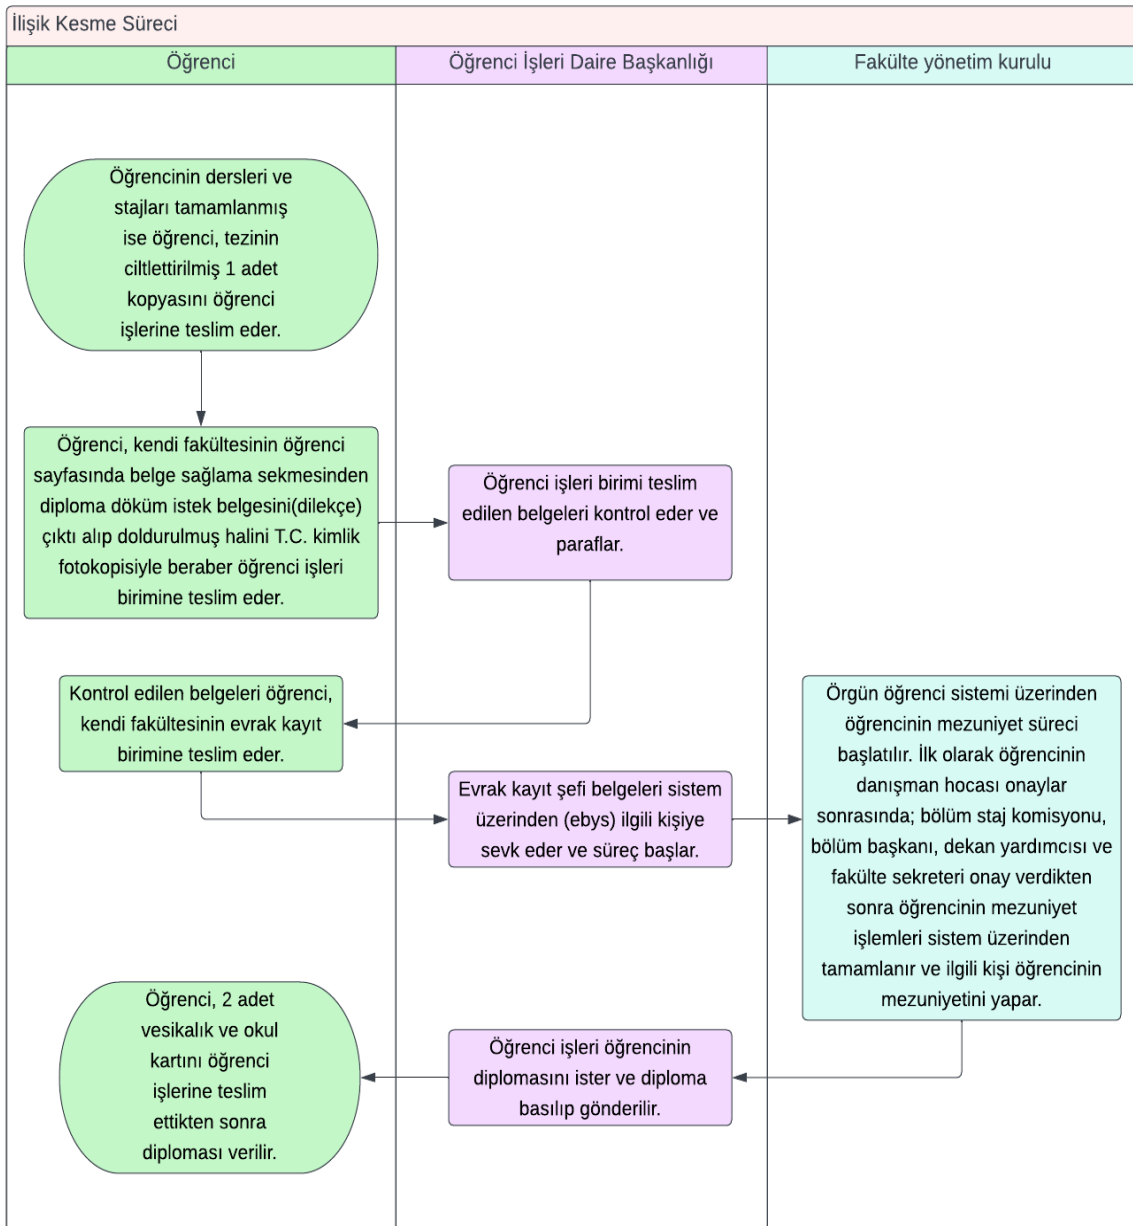 İlişik Kesme Süreci
Öğrenci
Öğrenci İşleri Daire Başkanlığı
Fakülte yönetim kurulu
Öğrencinin dersleri ve
stajları tamamlanmış
ise öğrenci, tezinin
ciltlettirilmiş 1 adet
kopyasını öğrenci
işlerine teslim eder.
Öğrenci, kendi fakültesinin öğrenci
sayfasında belge sağlama sekmesinden
diploma döküm istek belgesini(dilekçe)
çıktı alıp doldurulmuş halini T.C. kimlik
fotokopisiyle beraber öğrenci işleri
birimine teslim eder.
Öğrenci işleri birimi teslim
edilen belgeleri kontrol eder ve
paraflar.
Kontrol edilen belgeleri öğrenci,
kendi fakültesinin evrak kayıt
birimine teslim eder.
Evrak kayıt şefi belgeleri sistem
üzerinden (ebys) ilgili kişiye
sevk eder ve süreç başlar.
Örgün öğrenci sistemi üzerinden
öğrencinin mezuniyet süreci
başlatılır. İlk olarak öğrencinin
danışman hocası onaylar
sonrasında; bölüm staj komisyonu,
bölüm başkanı, dekan yardımcısı ve
fakülte sekreteri onay verdikten
sonra öğrencinin mezuniyet
işlemleri sistem üzerinden
tamamlanır ve ilgili kişi öğrencinin
mezuniyetini yapar.
Öğrenci işleri öğrencinin
diplomasını ister ve diploma
basılıp gönderilir.
Öğrenci, 2 adet
vesikalık ve okul
kartını öğrenci
işlerine teslim
ettikten sonra
diploması verilir.